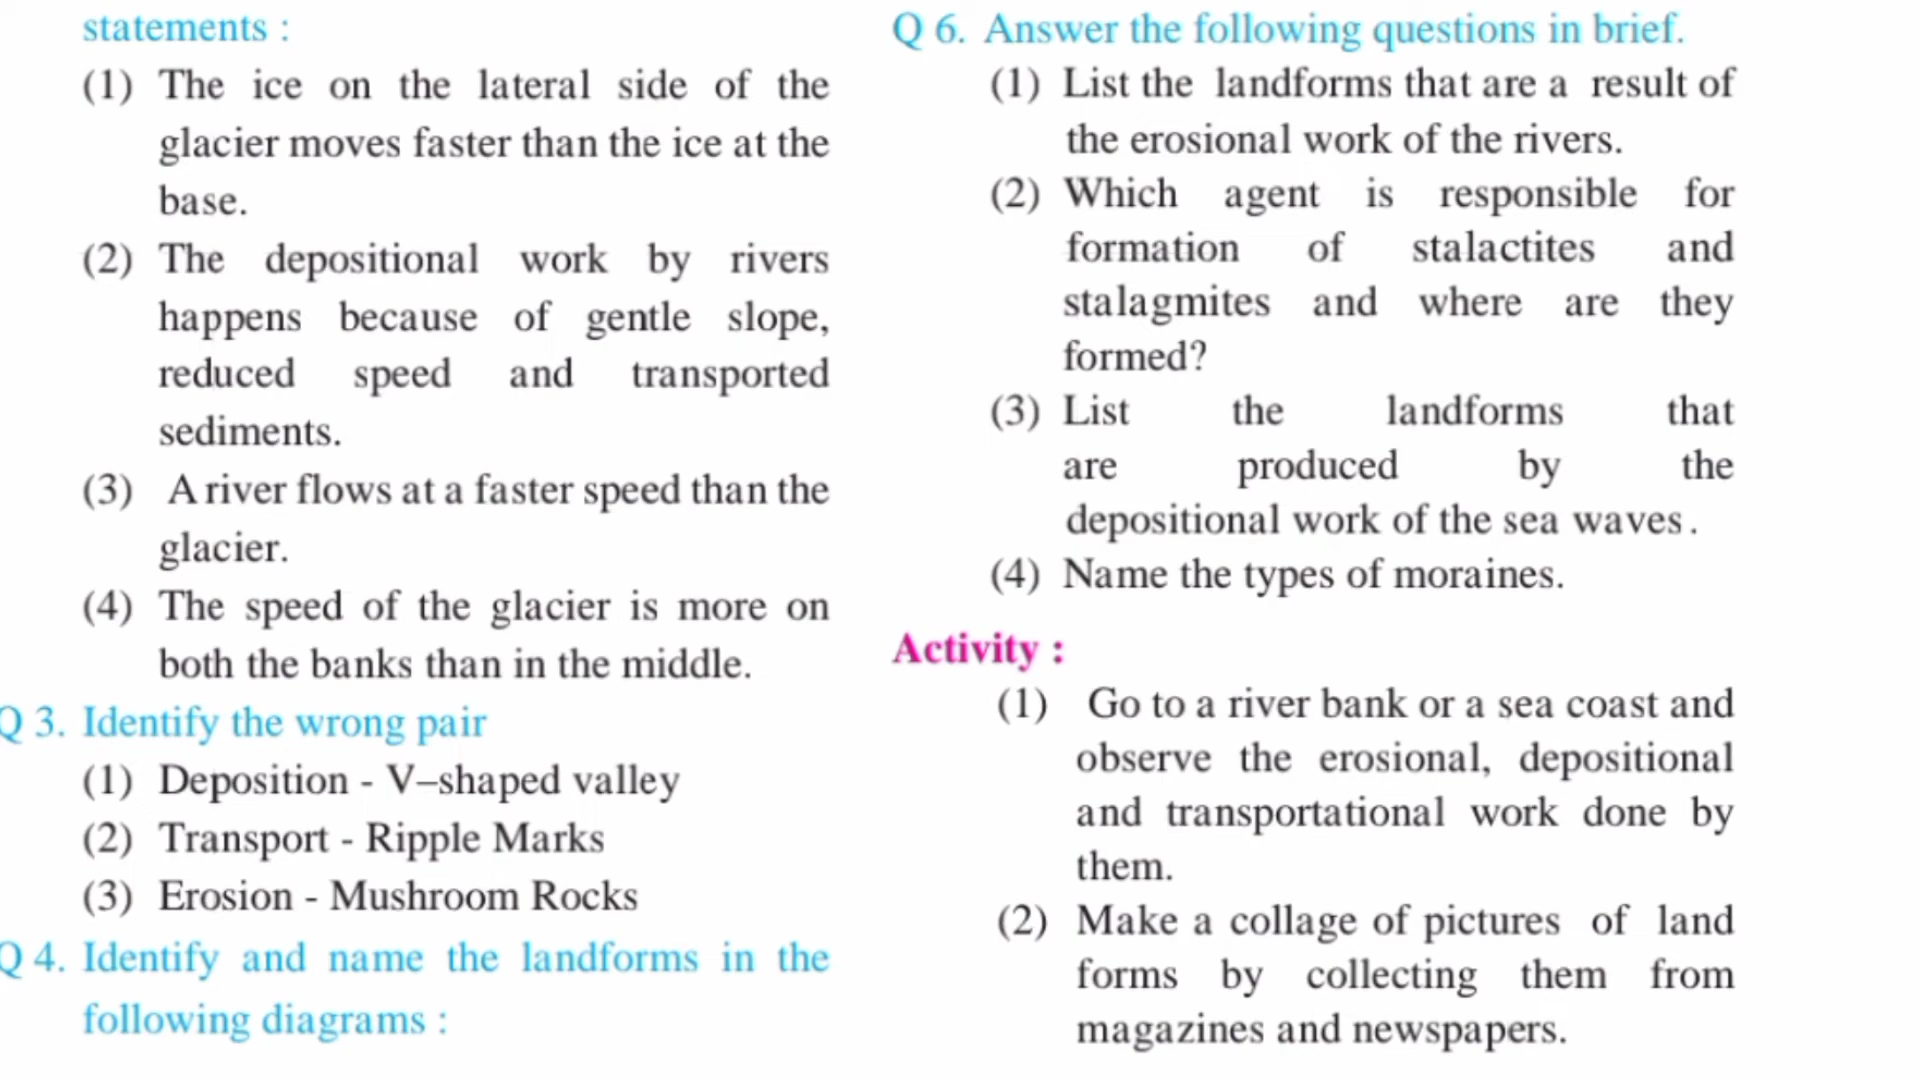 statements :
(1) The ice on the lateral side of the
glacier moves faster than the ice at the
base.
(2) The depositional work by rivers
happens because of gentle slope,
reduced speed and transported
sediments.
(3) A river flows at a faster speed than the
glacier.
(4) The speed of the glacier is more on
both the banks than in the middle.
Q 3. Identify the wrong pair
(1) Deposition - V–shaped valley
(2) Transport - Ripple Marks
(3) Erosion - Mushroom Rocks
Q 4. Identify and name the landforms in the
following diagrams :
Q 6. Answer the following questions in brief.
(1) List the landforms that are a result of
the erosional work of the rivers.
(2) Which agent is responsible for
formation of stalactites and
stalagmites and where are they
formed?
(3) List the landforms that
are produced by the
depositional work of the sea waves.
(4) Name the types of moraines.
Activity :
(1) Go to a river bank or a sea coast and
observe the erosional, depositional
and transportational work done by
them.
(2) Make a collage of pictures of land
forms by collecting them from
magazines and newspapers.